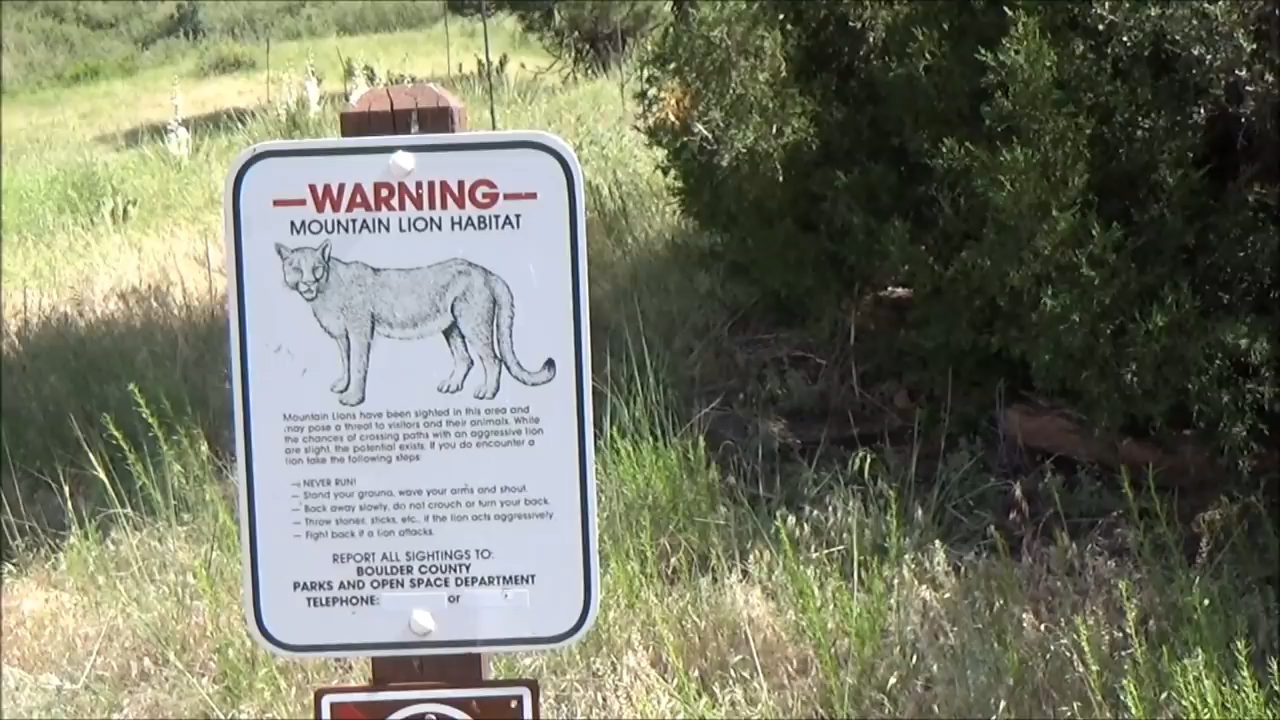 WARNING
MOUNTAIN LION HABITAT
Mountain Lions have been sighted in this area and
may pose a threat to visitors and their animals. While
the chances of crossing paths with an aggressive lion
are slight, the potential exists. If you do encounter a
lion take the following steps:
– NEVER RUN!
– Stand your ground, wave your arms and shout.
– Back away slowly, do not crouch or turn your back.
– Throw stones, sticks, etc., if the lion acts aggressively
– Fight back if a lion attacks.
REPORT ALL SIGHTINGS TO:
BOULDER COUNTY
PARKS AND OPEN SPACE DEPARTMENT
TELEPHONE: or